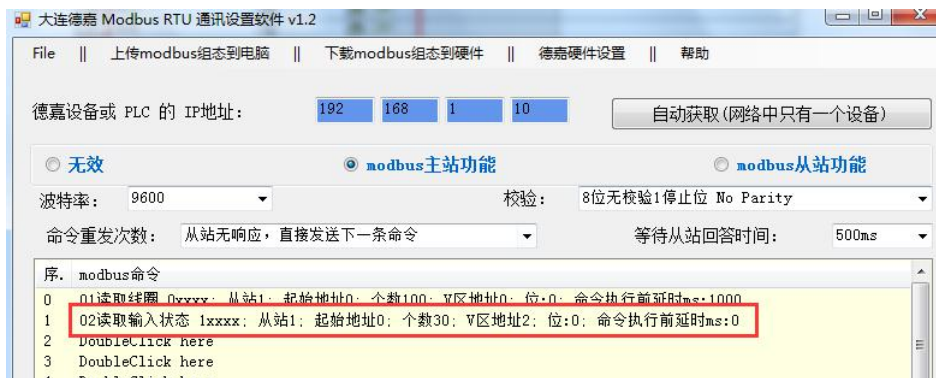 大连德嘉 Modbus RTU 通讯设置软件 v1.2
File || 上传modbus组态到电脑 || 下载modbus组态到硬件 || 德嘉硬件设置 || 帮助
德嘉设备或 PLC 的 IP地址: 192 168 1 10 自动获取(网络中只有一个设备)
无效 modbus主站功能 modbus从站功能
波特率: 9600 校验: 8位无校验1停止位 No Parity
命令重发次数: 从站无响应,直接发送下一条命令 等待从站回答时间: 500ms
序. modbus命令
0 01读取线圈 0xxxx; 从站1; 起始地址0; 个数100; V区地址0; 位:0; 命令执行前延时ms:1000
1 02读取输入状态 1xxxx; 从站1; 起始地址0; 个数30; V区地址2; 位:0; 命令执行前延时ms:0
2 DoubleClick here
3 DoubleClick here